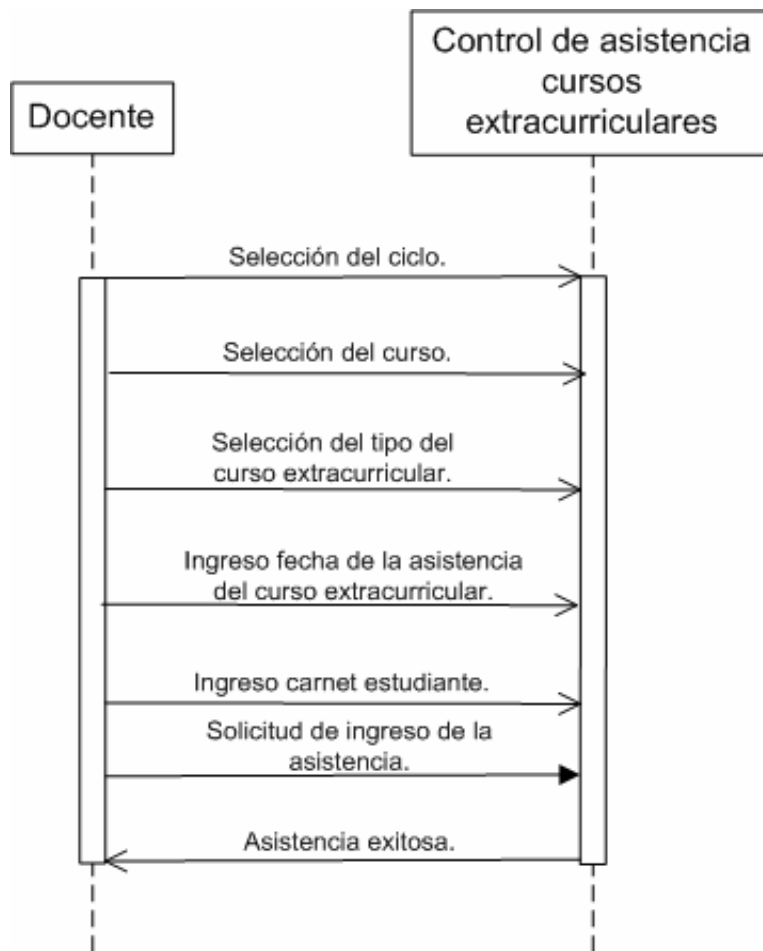 Docente
Control de asistencia
cursos
extracurriculares
Selección del ciclo.
Selección del curso.
Selección del tipo del
curso extracurricular.
Ingreso fecha de la asistencia
del curso extracurricular.
Ingreso carnet estudiante.
Solicitud de ingreso de la
asistencia.
Asistencia exitosa.